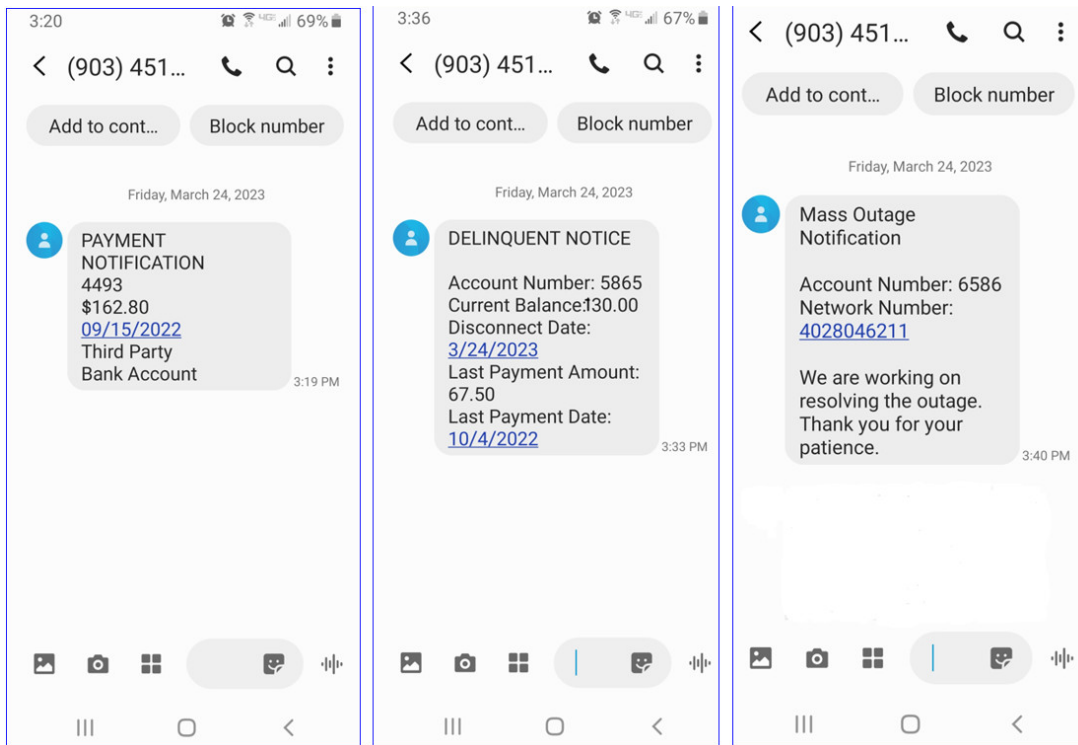 3:20
4G 69%
(903) 451...
Add to cont...
Block number
Friday, March 24, 2023
PAYMENT
NOTIFICATION
4493
$162.80
09/15/2022
Third Party
Bank Account
3:19 PM
3:36
4G 67%
(903) 451...
Add to cont...
Block number
Friday, March 24, 2023
DELINQUENT NOTICE
Account Number: 5865
Current Balance:130.00
Disconnect Date:
3/24/2023
Last Payment Amount:
67.50
Last Payment Date:
10/4/2022
3:33 PM
(903) 451...
Add to cont...
Block number
Friday, March 24, 2023
Mass Outage
Notification
Account Number: 6586
Network Number:
4028046211
We are working on
resolving the outage.
Thank you for your
patience.
3:40 PM